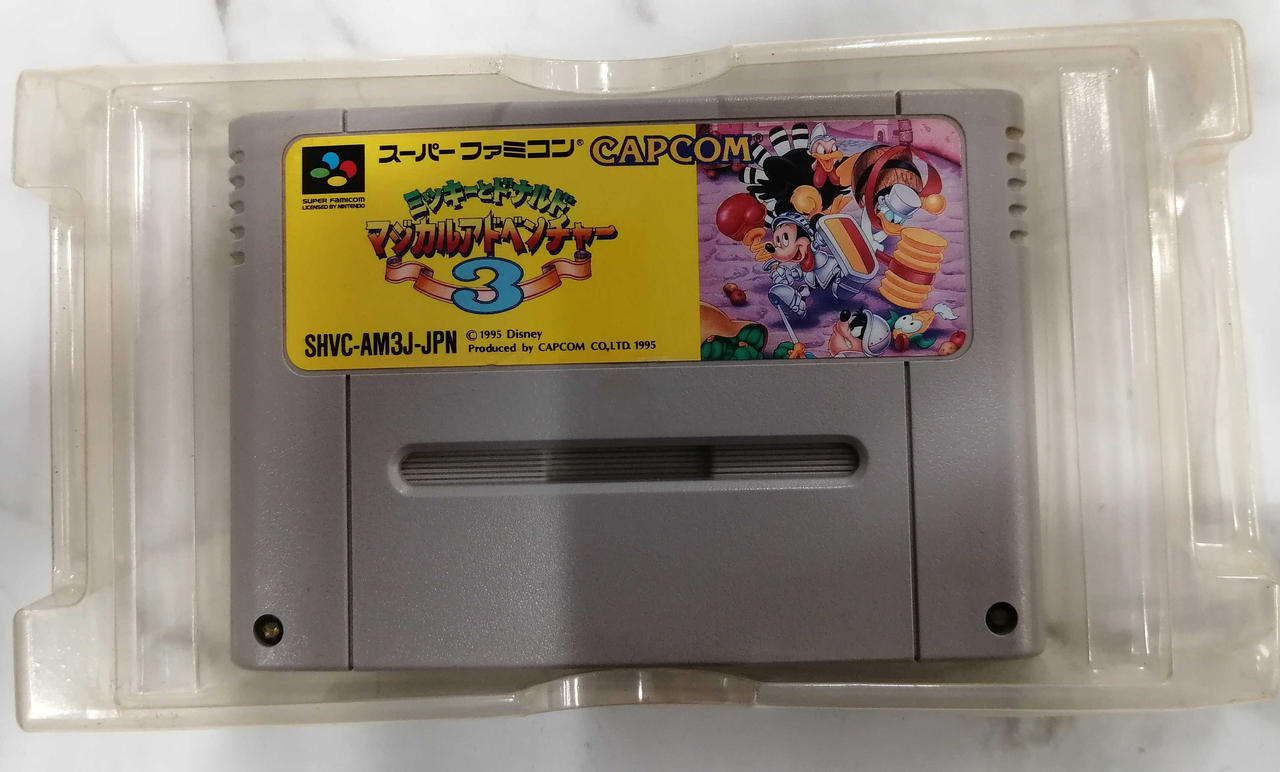 スーパーファミコン®
CAPCOM®
SUPER FAMICOM
LICENSED BY NINTENDO
ミッキーとドナルド
マジカルアドベンチャー
3
SHVC-AM3J-JPN
© 1995 Disney
Produced by CAPCOM CO.,LTD. 1995